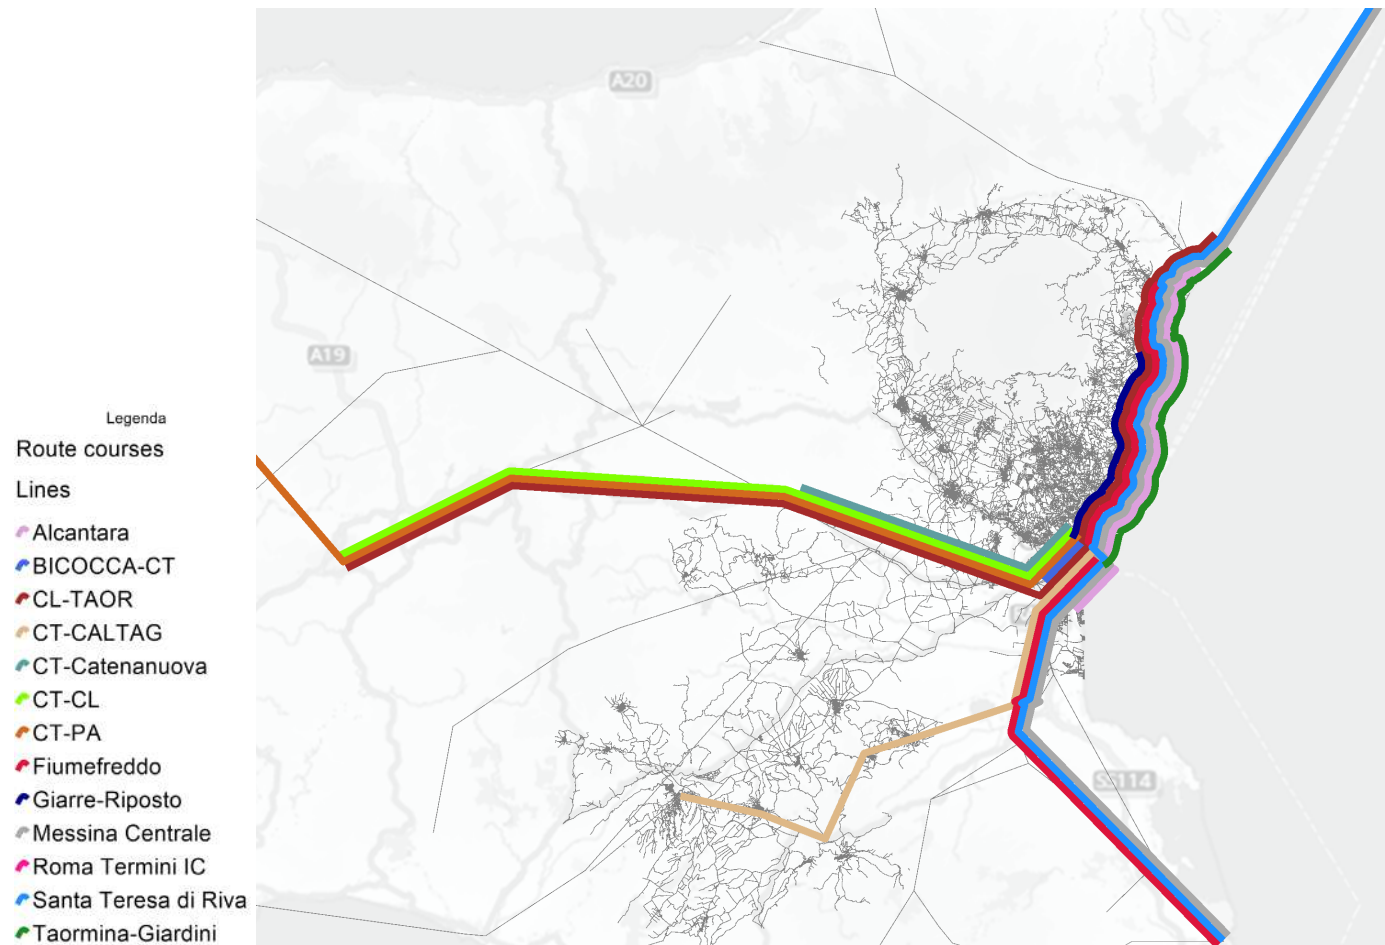 A20
A19
Legenda
Route courses
Lines
Alcantara
BICOCCA-CT
CL-TAOR
CT-CALTAG
CT-Catenanuova
CT-CL
CT-PA
Fiumefreddo
Giarre-Riposto
Messina Centrale
Roma Termini IC
Santa Teresa di Riva
Taormina-Giardini
SS114